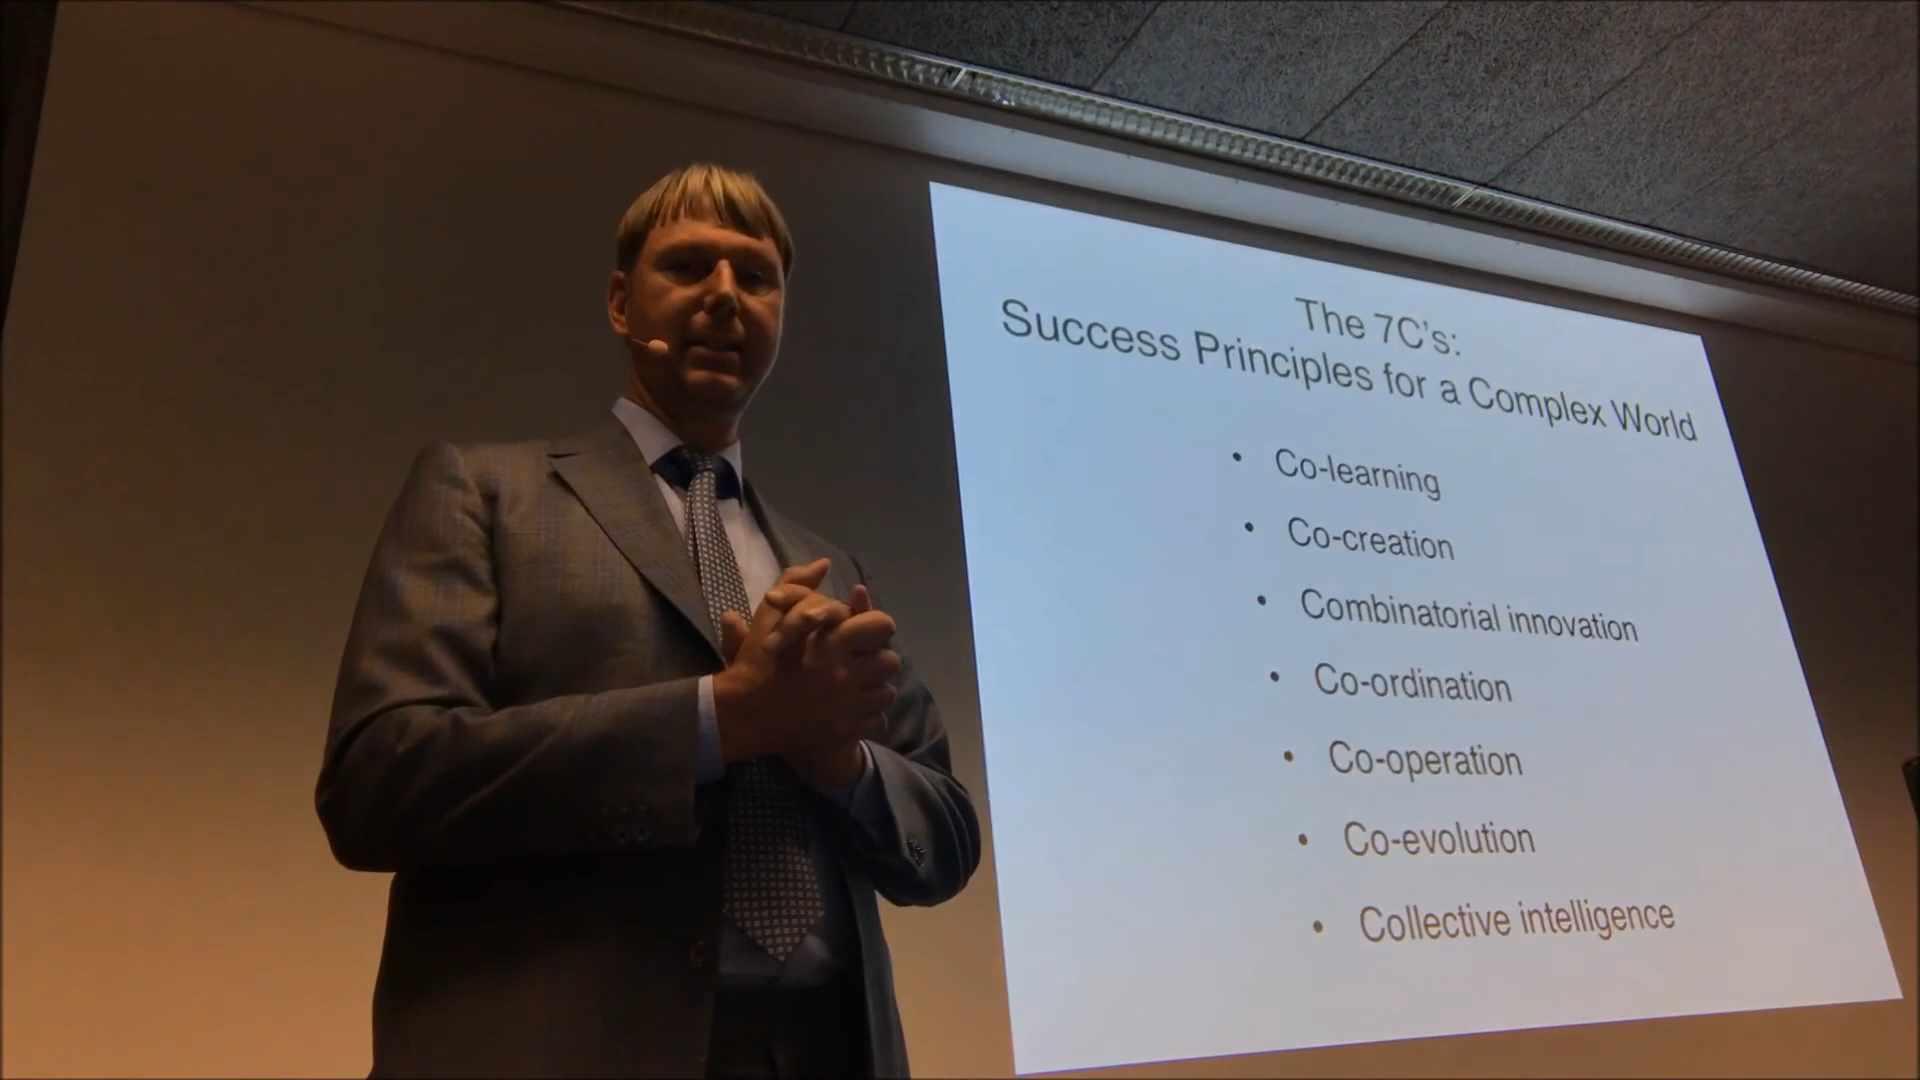 The 7C's:
Success Principles for a Complex World
• Co-learning
• Co-creation
• Combinatorial innovation
• Co-ordination
• Co-operation
• Co-evolution
• Collective intelligence